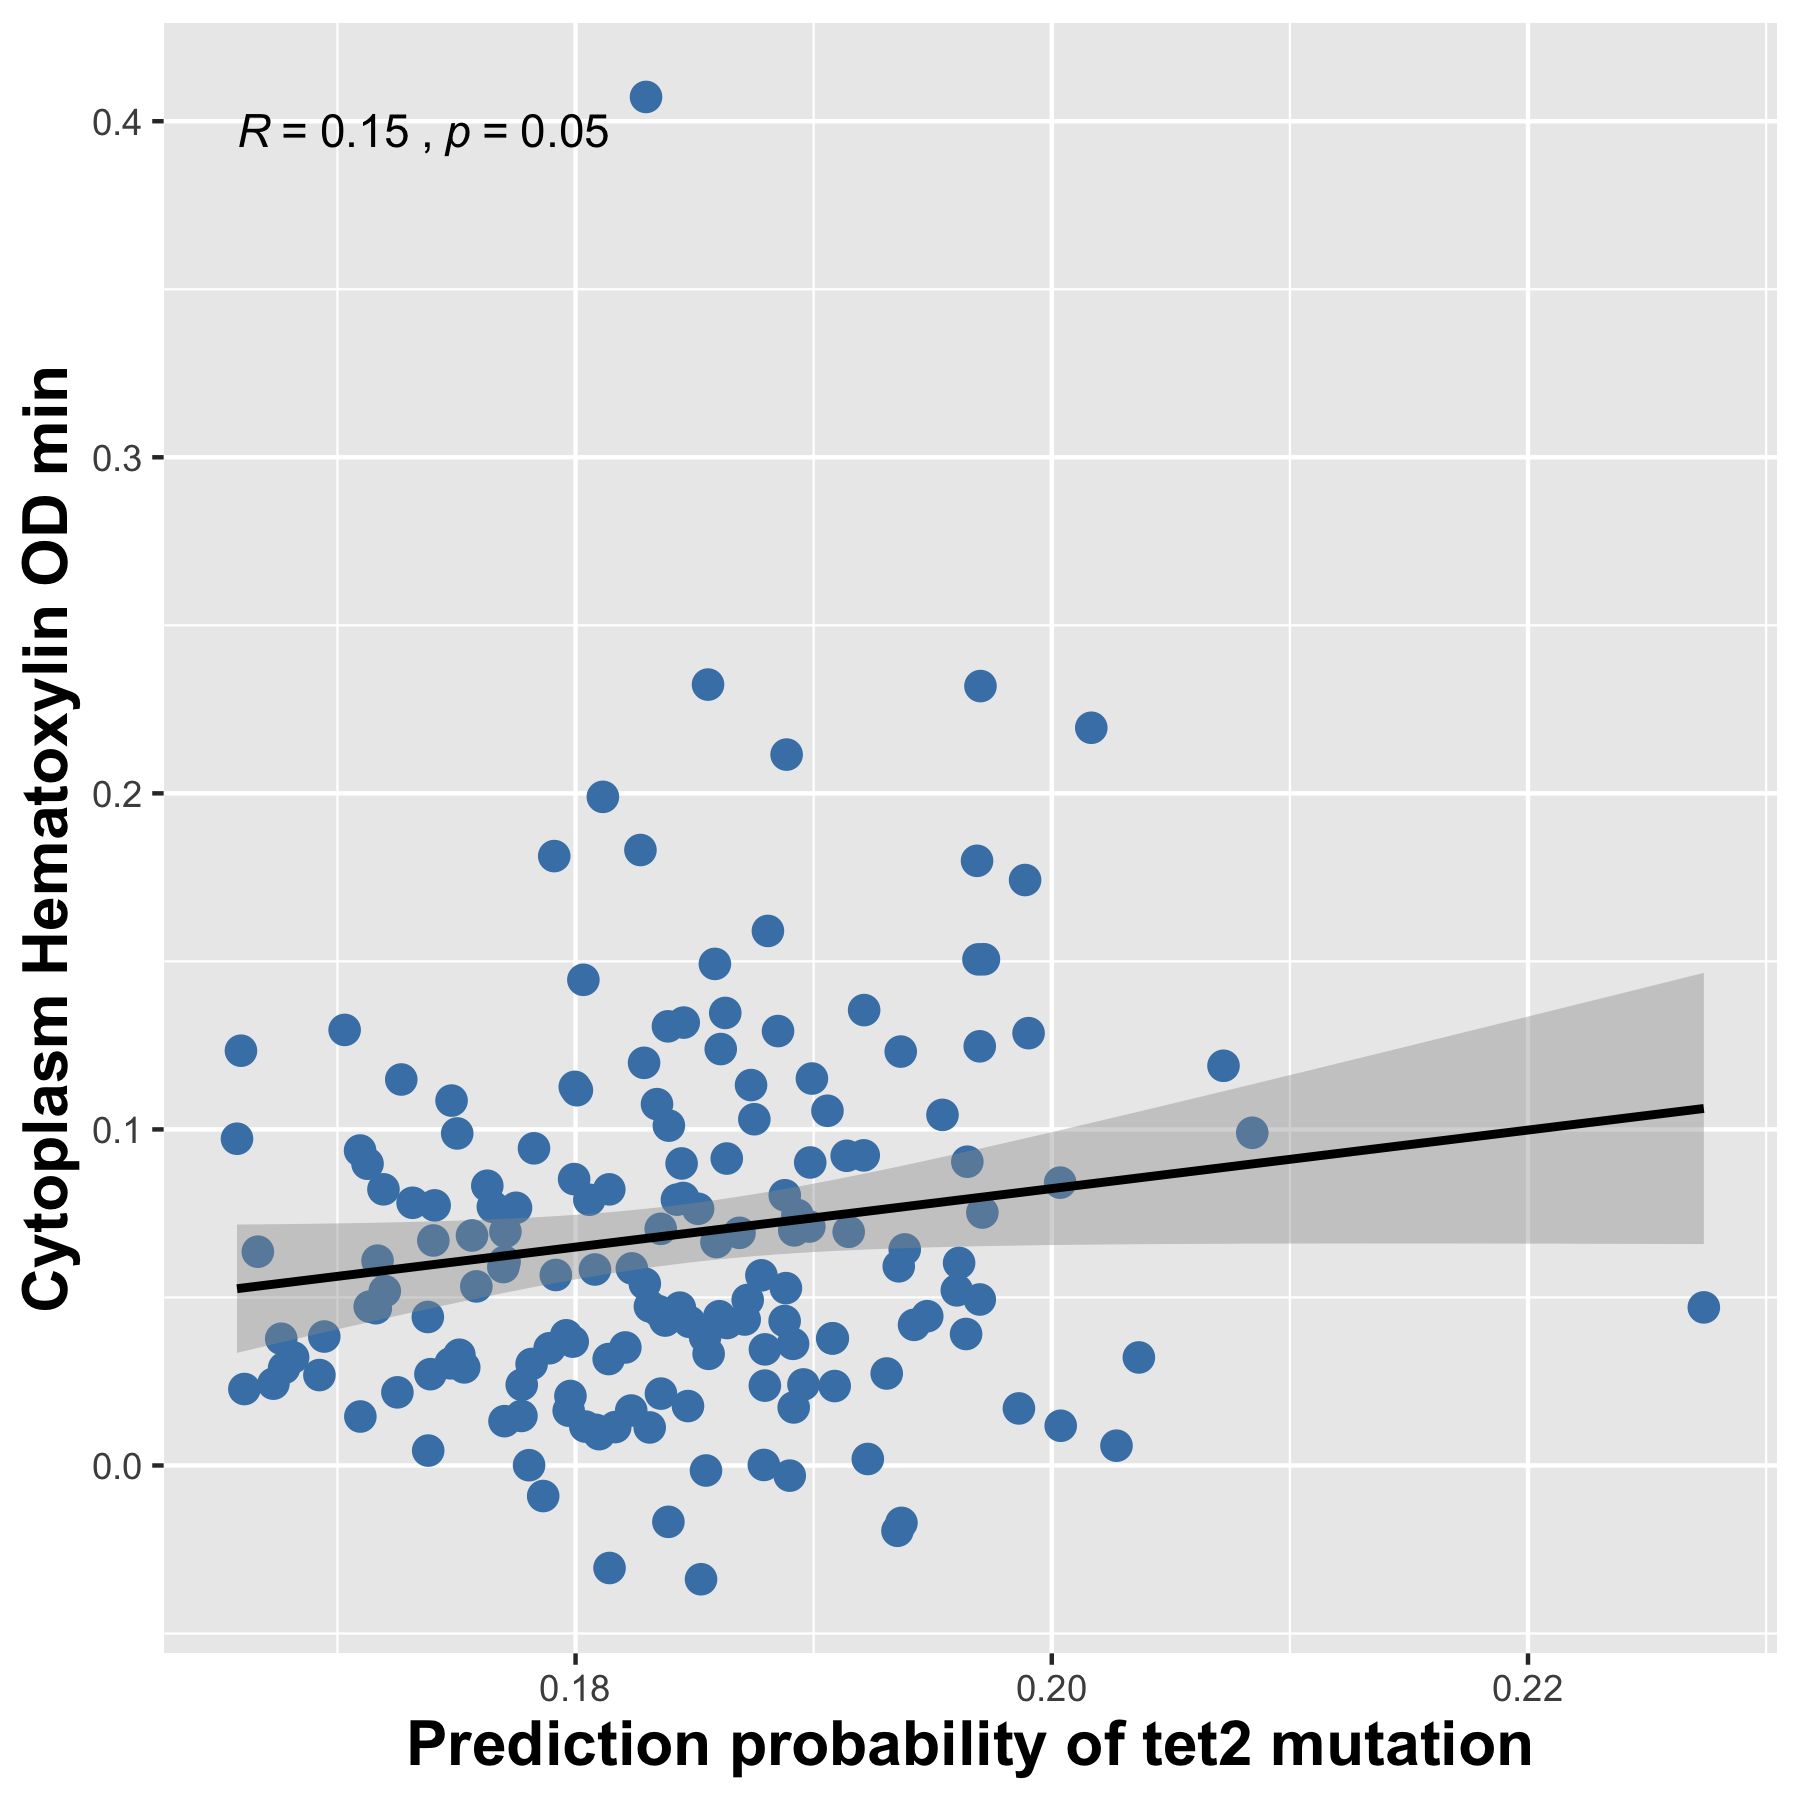 R = 0.15 , p = 0.05
0.4
0.3
0.2
0.1
0.0
Cytoplasm Hematoxylin OD min
0.18 0.20 0.22
Prediction probability of tet2 mutation